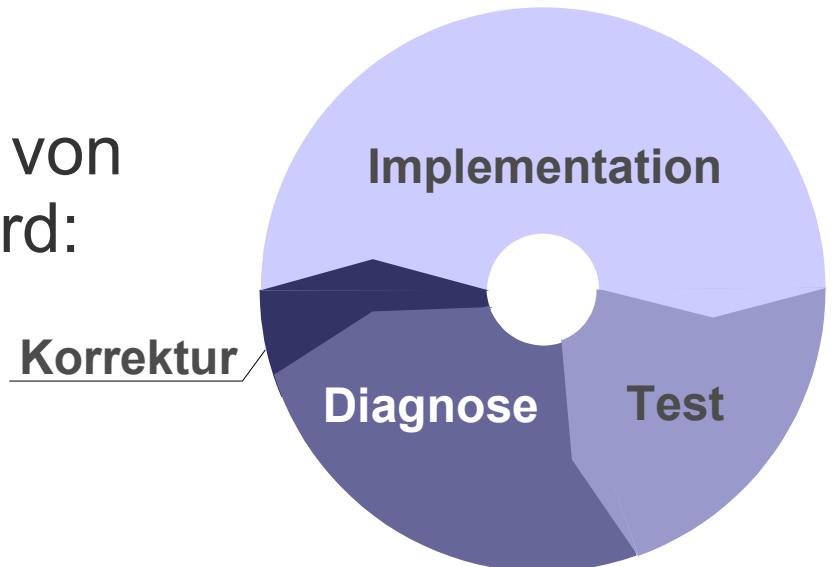 von
rd:
Implementation
Korrektur
Diagnose
Test